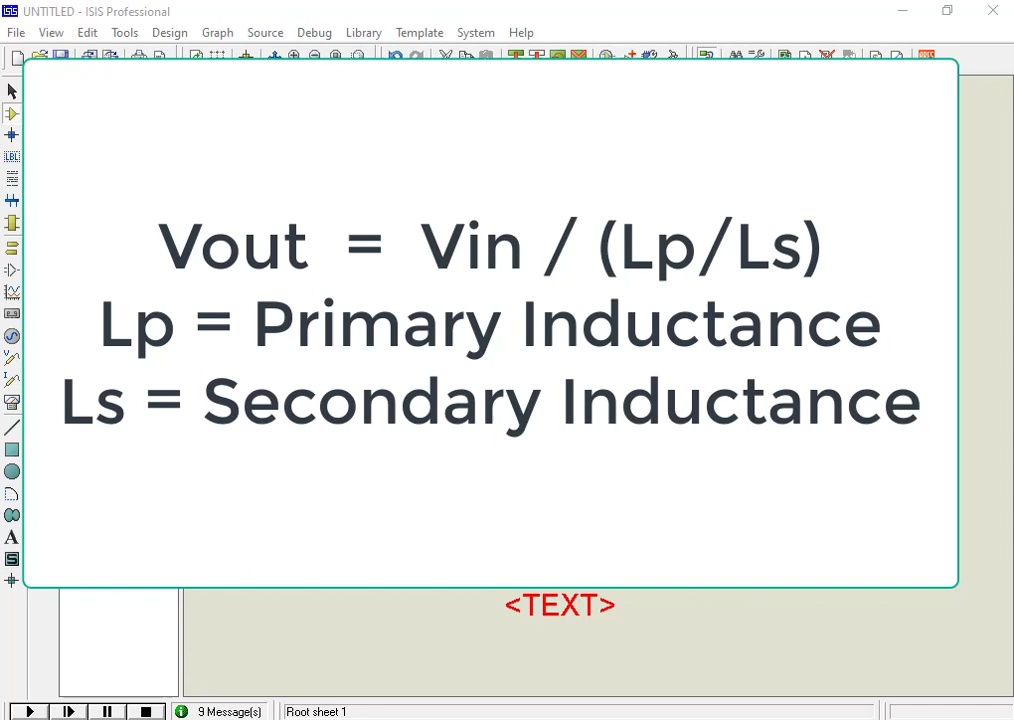 UNTITLED - ISIS Professional
File View Edit Tools Design Graph Source Debug Library Template System Help
Vout = Vin / (Lp/Ls)
Lp = Primary Inductance
Ls = Secondary Inductance
LBL
A
S
<TEXT>
9 Message(s) Root sheet 1